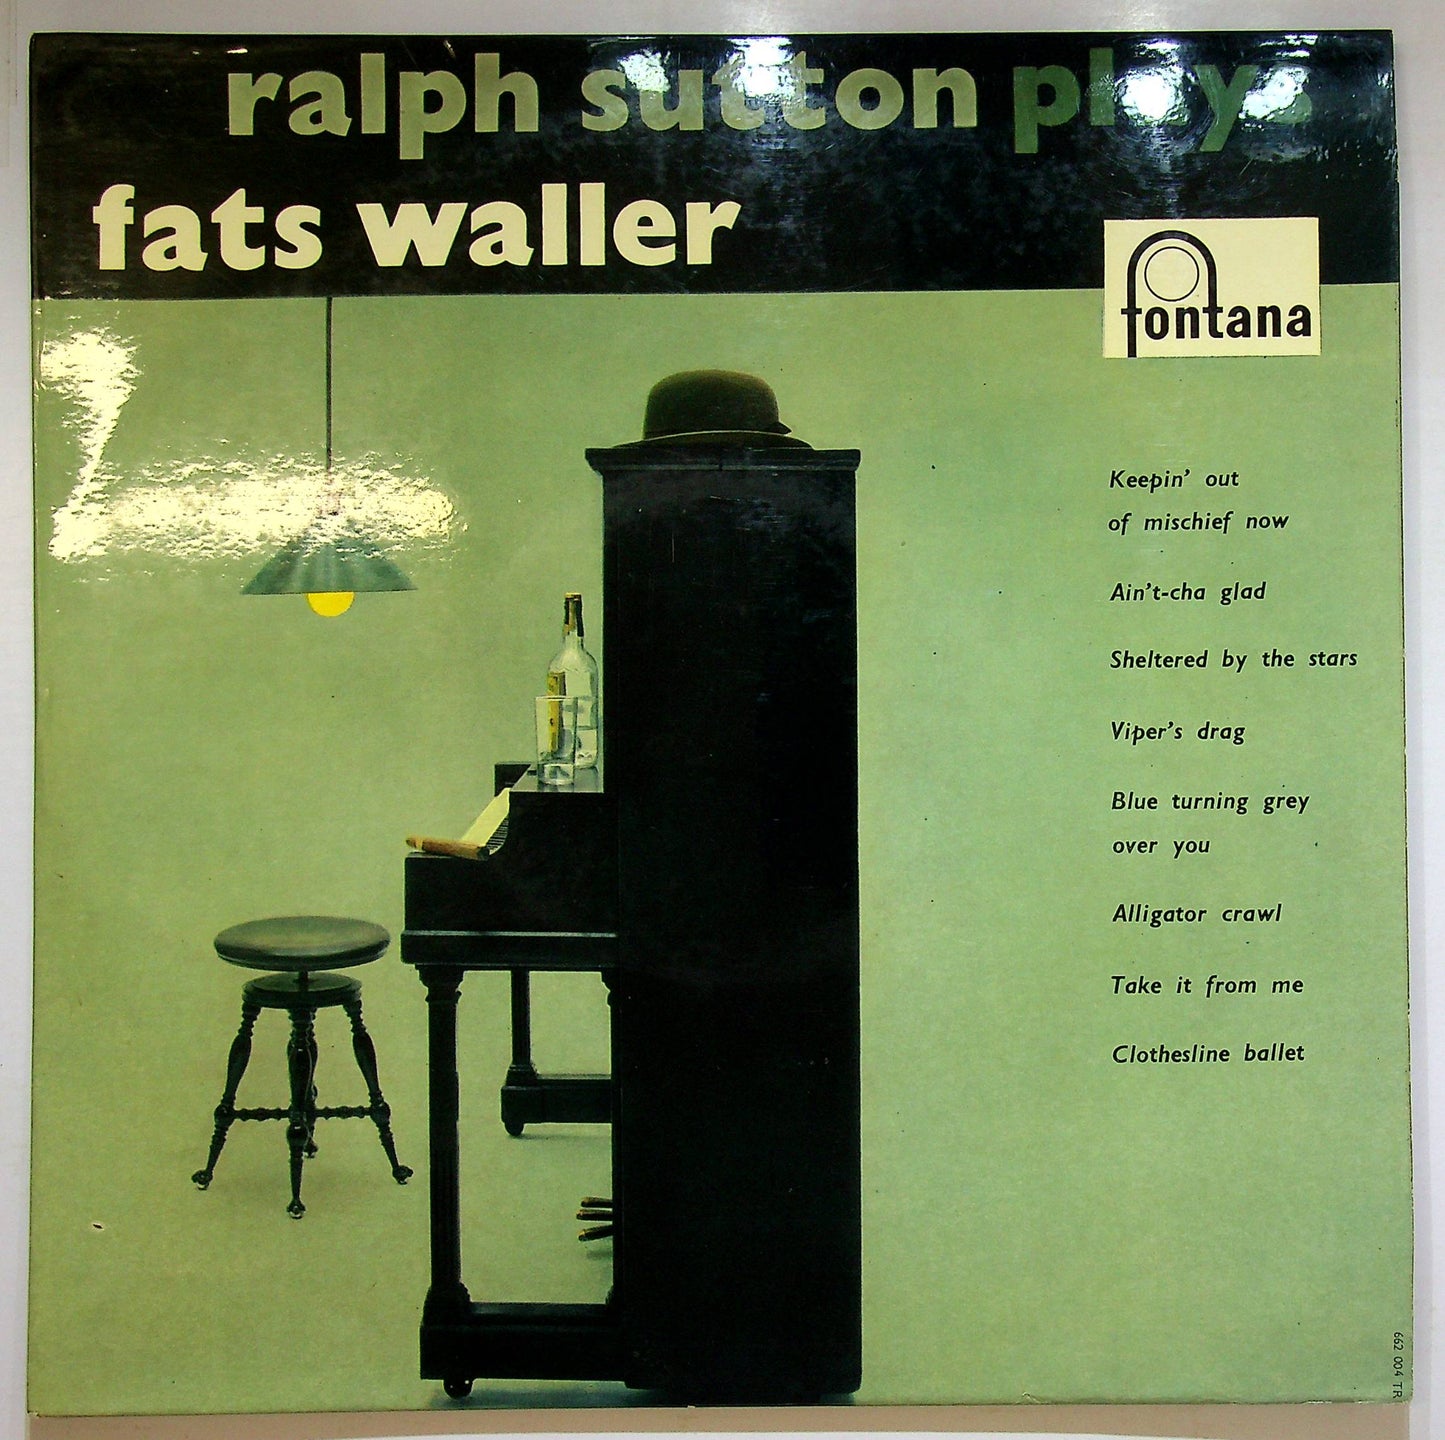 ralph sutton plays
fats waller
fontana
Keepin' out
of mischief now
Ain't-cha glad
Sheltered by the stars
Viper's drag
Blue turning grey
over you
Alligator crawl
Take it from me
Clothesline ballet
662 004 TR